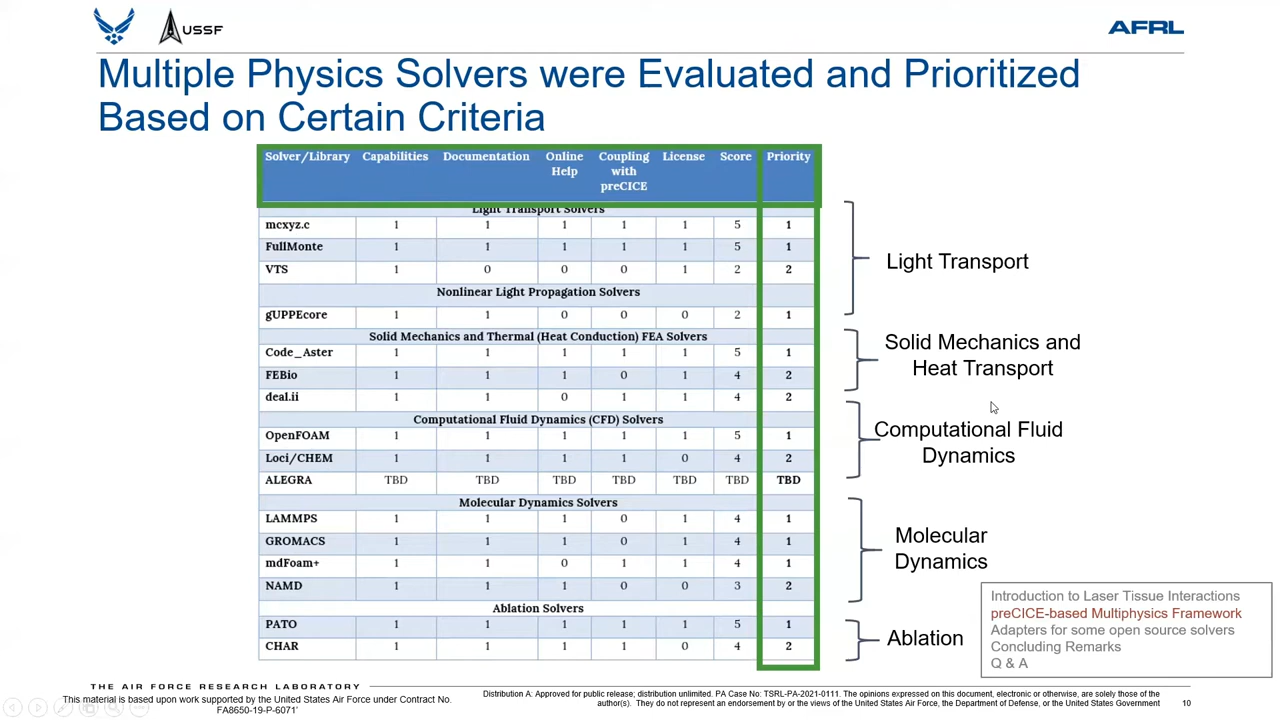 USSF
AFRL
Multiple Physics Solvers were Evaluated and Prioritized
Based on Certain Criteria
Solver/Library Capabilities Documentation Online Help Coupling with preCICE License Score Priority
Light Transport Solvers
mcxyz.c 1 1 1 1 1 5 1
FullMonte 1 1 1 1 1 5 1
VTS 1 0 0 0 1 2 2
Nonlinear Light Propagation Solvers
gUPPEcore 1 1 0 0 0 2 1
Solid Mechanics and Thermal (Heat Conduction) FEA Solvers
Code_Aster 1 1 1 1 1 5 1
FEBio 1 1 1 0 1 4 2
deal.ii 1 1 0 1 1 4 2
Computational Fluid Dynamics (CFD) Solvers
OpenFOAM 1 1 1 1 1 5 1
Loci/CHEM 1 1 1 1 0 4 2
ALEGRA TBD TBD TBD TBD TBD TBD TBD
Molecular Dynamics Solvers
LAMMPS 1 1 1 0 1 4 1
GROMACS 1 1 1 0 1 4 1
mdFoam+ 1 1 0 1 1 4 1
NAMD 1 1 1 0 0 3 2
Ablation Solvers
PATO 1 1 1 1 1 5 1
CHAR 1 1 1 1 0 4 2
Light Transport
Solid Mechanics and
Heat Transport
Computational Fluid
Dynamics
Molecular
Dynamics
Ablation
Introduction to Laser Tissue Interactions
preCICE-based Multiphysics Framework
Adapters for some open source solvers
Concluding Remarks
Q & A
THE AIR FORCE RESEARCH LABORATORY
This material is based upon work supported by the United States Air Force under Contract No.
FA8650-19-P-6071'
Distribution A: Approved for public release; distribution unlimited. PA Case No: TSRL-PA-2021-0111. The opinions expressed on this document, electronic or otherwise, are solely those of the
author(s). They do not represent an endorsement by or the views of the United States Air Force, the Department of Defense, or the United States Government
10